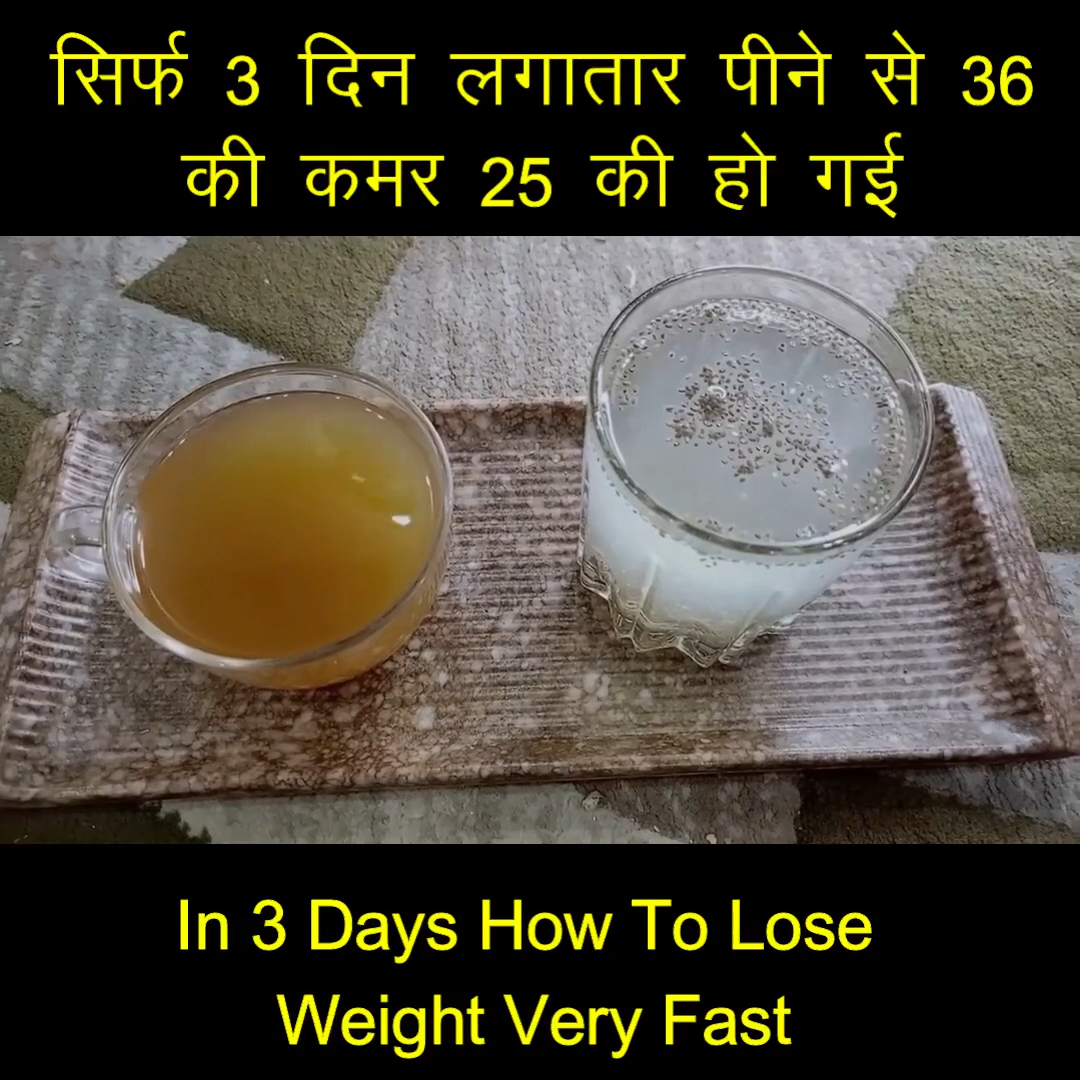 सिर्फ 3 दिन लगातार पीने से 36
की कमर 25 की हो गई
In 3 Days How To Lose
Weight Very Fast